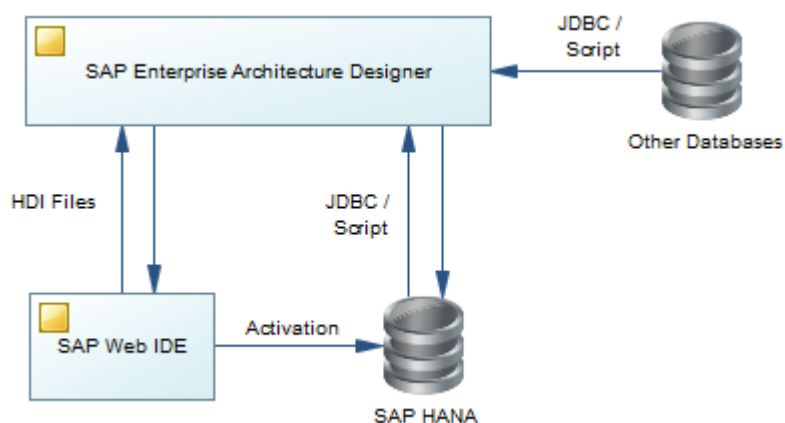 JDBC /
Script
SAP Enterprise Architecture Designer
Other Databases
HDI Files
JDBC /
Script
SAP Web IDE
Activation
SAP HANA